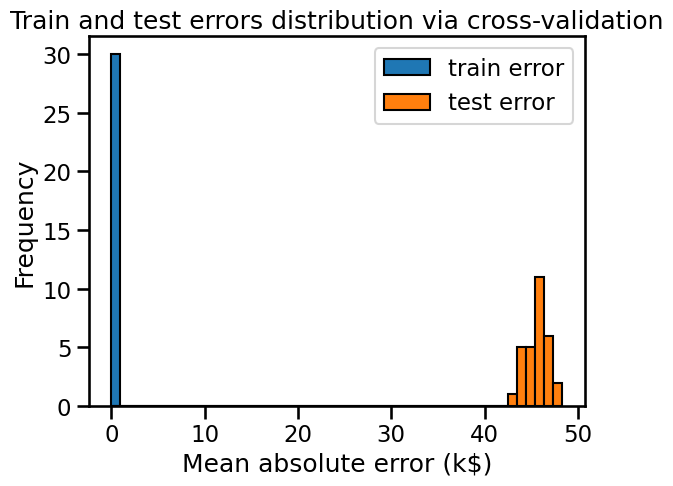 Train and test errors distribution via cross-validation
train error
test error
30
25
20
15
10
5
0
Frequency
0 10 20 30 40 50
Mean absolute error (k$)